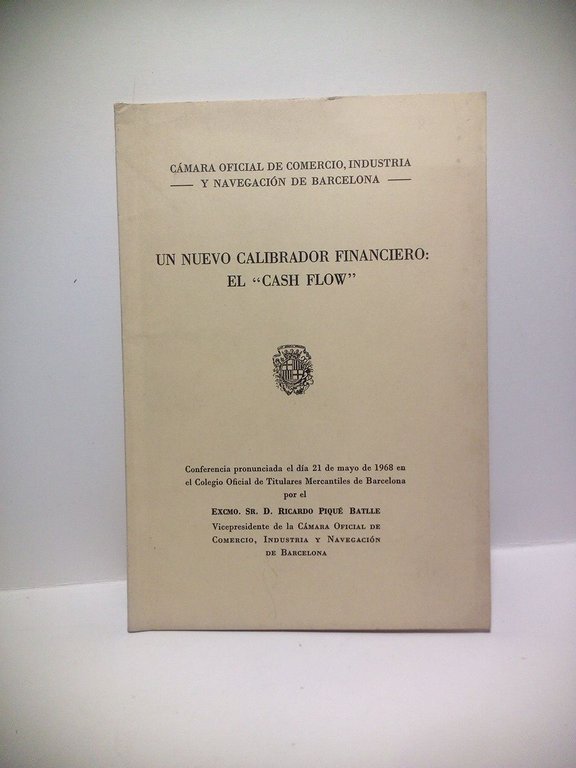 CÁMARA OFICIAL DE COMERCIO, INDUSTRIA
Y NAVEGACIÓN DE BARCELONA
UN NUEVO CALIBRADOR FINANCIERO:
EL “CASH FLOW”
Conferencia pronunciada el día 21 de mayo de 1968 en
el Colegio Oficial de Titulares Mercantiles de Barcelona
por el
EXCMO. SR. D. RICARDO PIQUÉ BATLLE
Vicepresidente de la CÁMARA OFICIAL DE
COMERCIO, INDUSTRIA Y NAVEGACIÓN
DE BARCELONA